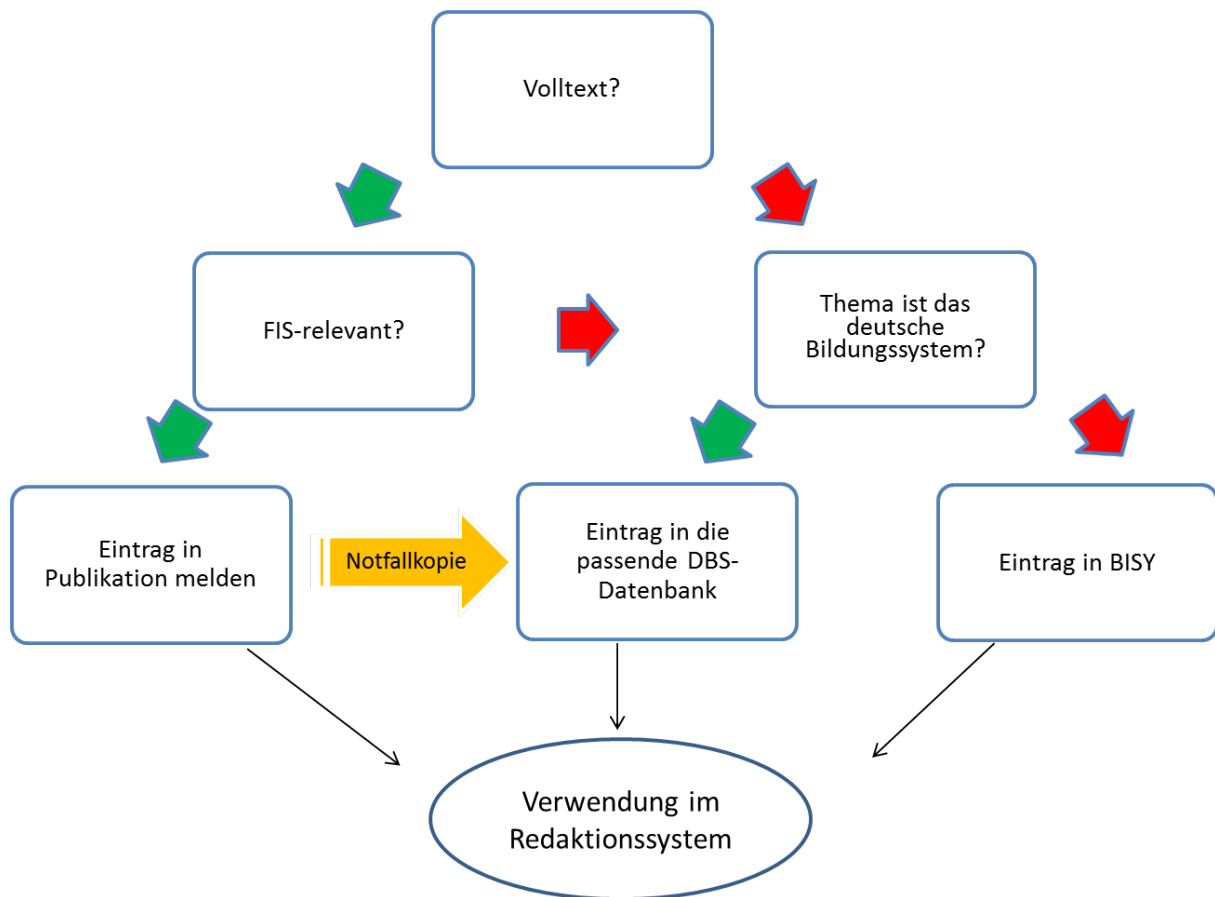 Volltext?
FIS-relevant?
Thema ist das
deutsche
Bildungssystem?
Eintrag in
Publikation melden
Notfallkopie
Eintrag in die
passende DBS-
Datenbank
Eintrag in BISY
Verwendung im
Redaktionssystem